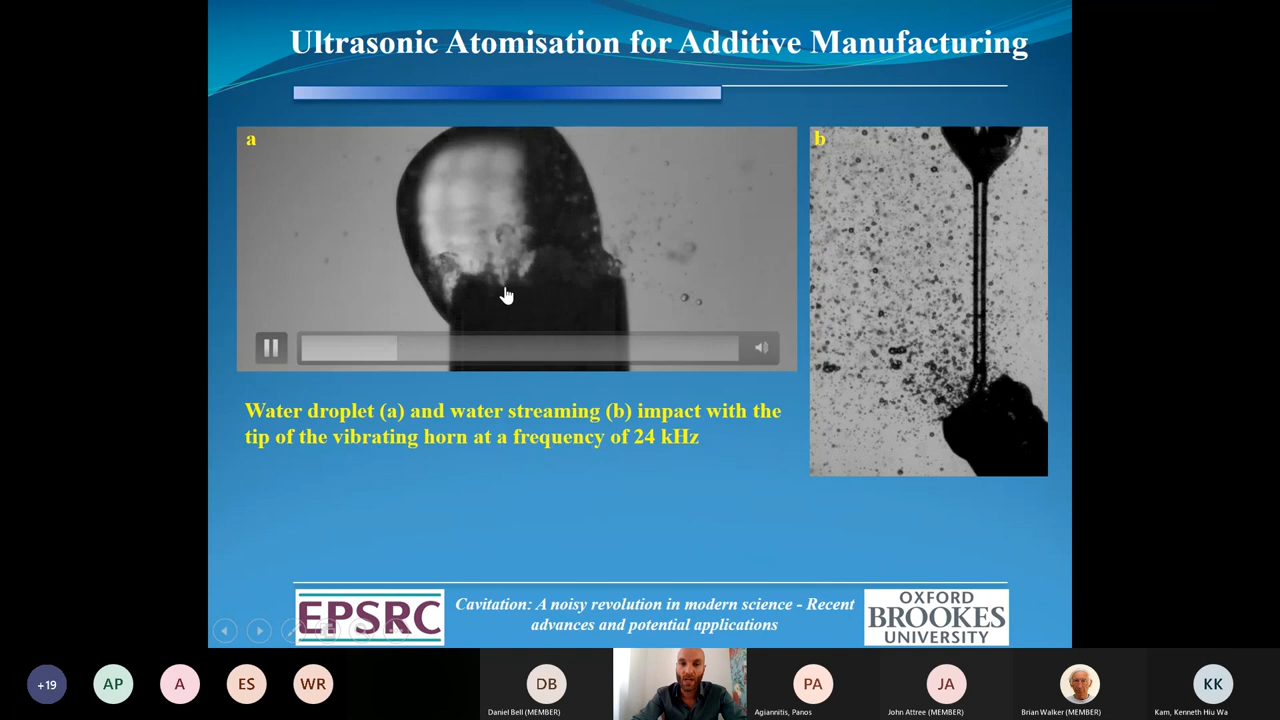 Ultrasonic Atomisation for Additive Manufacturing
a
b
Water droplet (a) and water streaming (b) impact with the
tip of the vibrating horn at a frequency of 24 kHz
EPSRC
Cavitation: A noisy revolution in modern science - Recent
advances and potential applications
OXFORD
BROOKES
UNIVERSITY
+19
AP
A
ES
WR
DB
PA
JA
KK
Daniel Bell (MEMBER)
Agiannitis, Panos
John Attree (MEMBER)
Brian Walker (MEMBER)
Kam, Kenneth Hiu Wa